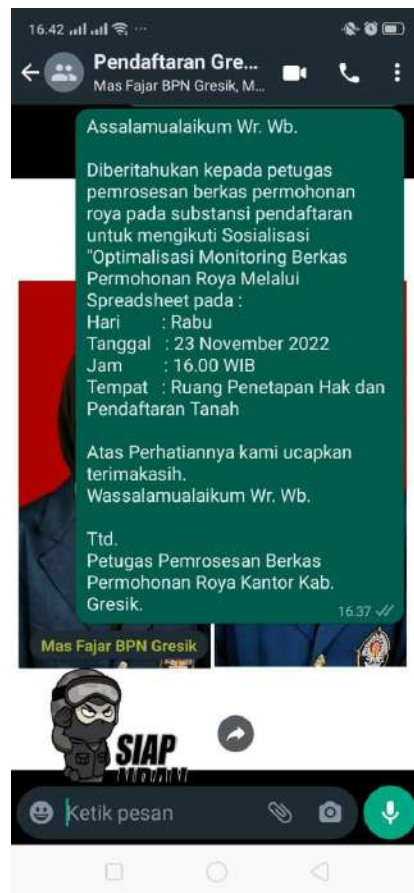 16.42
Pendaftaran Gre...
Mas Fajar BPN Gresik, M...
Assalamualaikum Wr. Wb.
Diberitahukan kepada petugas
pemrosesan berkas permohonan
roya pada substansi pendaftaran
untuk mengikuti Sosialisasi
"Optimalisasi Monitoring Berkas
Permohonan Roya Melalui
Spreadsheet pada :
Hari : Rabu
Tanggal : 23 November 2022
Jam : 16.00 WIB
Tempat : Ruang Penetapan Hak dan
Pendaftaran Tanah
Atas Perhatiannya kami ucapkan
terimakasih.
Wassalamualaikum Wr. Wb.
Ttd.
Petugas Pemrosesan Berkas
Permohonan Roya Kantor Kab.
Gresik.
16.37
Mas Fajar BPN Gresik
SIAP
NDAN
Ketik pesan